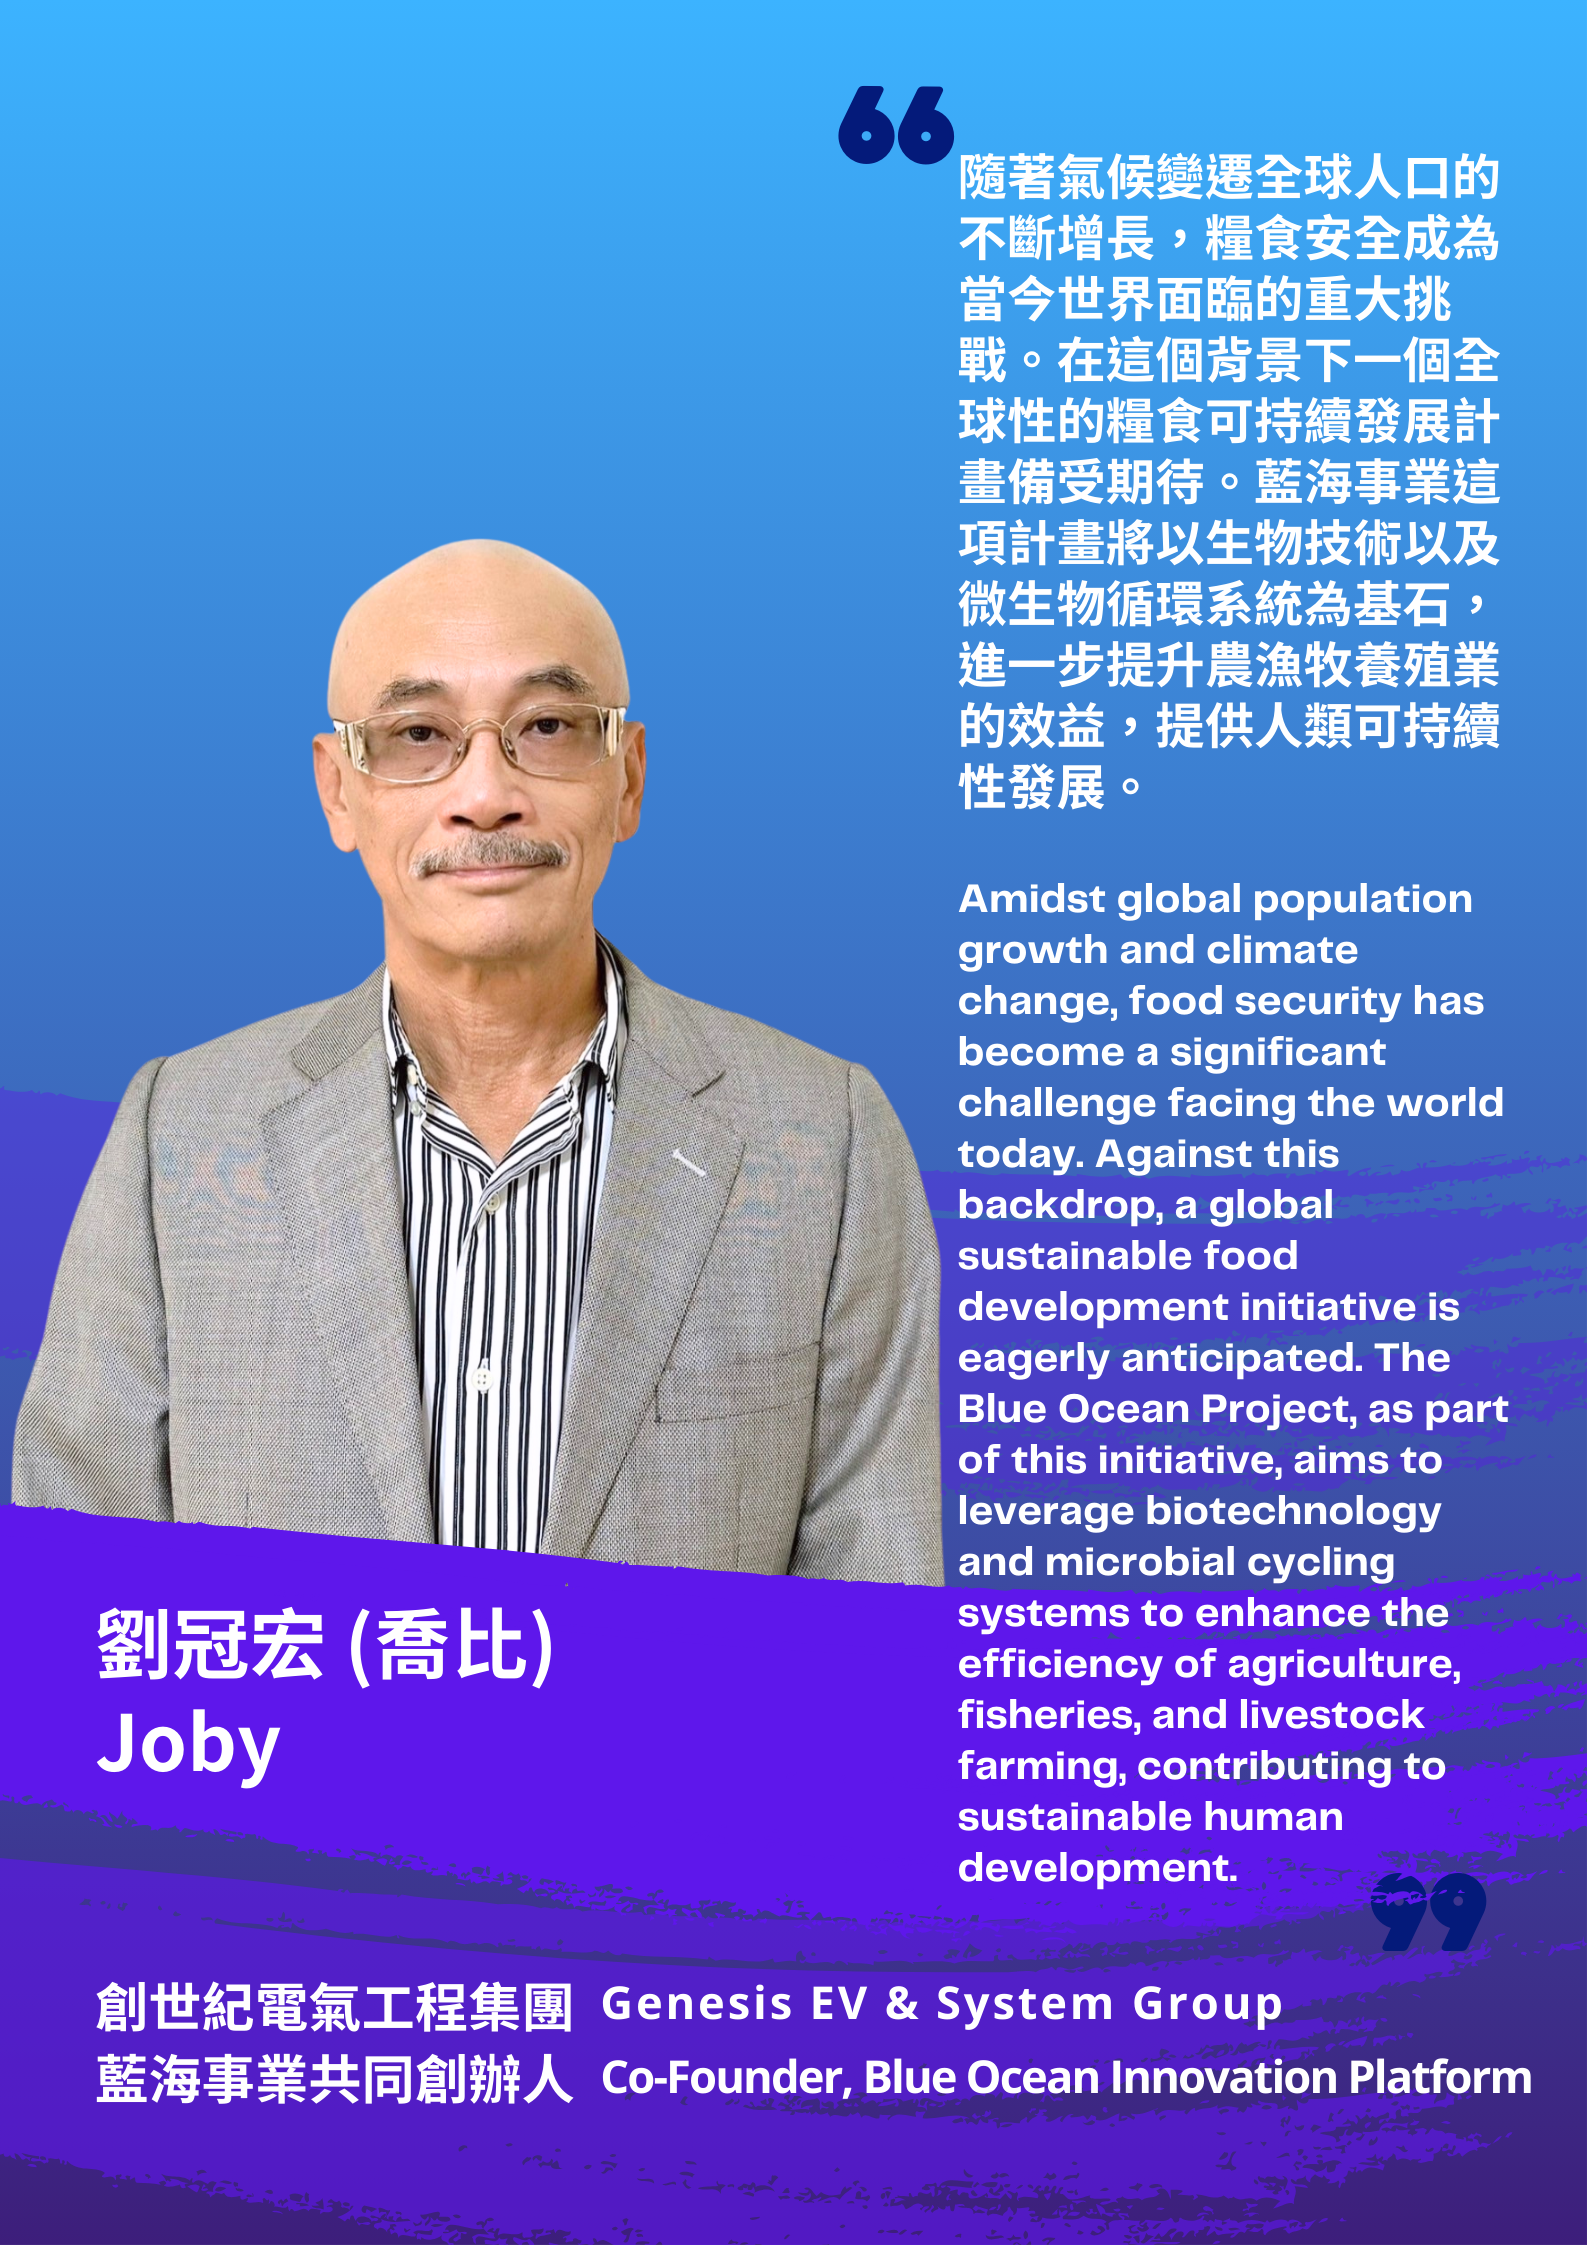 隨著氣候變遷全球人口的
不斷增長，糧食安全成為
當今世界面臨的重大挑
戰。在這個背景下一個全
球性的糧食可持續發展計
畫備受期待。藍海事業這
項計畫將以生物技術以及
微生物循環系統為基石，
進一步提升農漁牧養殖業
的效益，提供人類可持續
性發展。
Amidst global population
growth and climate
change, food security has
become a significant
challenge facing the world
today. Against this
backdrop, a global
sustainable food
development initiative is
eagerly anticipated. The
Blue Ocean Project, as part
of this initiative, aims to
leverage biotechnology
and microbial cycling
systems to enhance the
efficiency of agriculture,
fisheries, and livestock
farming, contributing to
sustainable human
development.
劉冠宏 (喬比)
Joby
創世紀電氣工程集團 Genesis EV & System Group
藍海事業共同創辦人 Co-Founder, Blue Ocean Innovation Platform